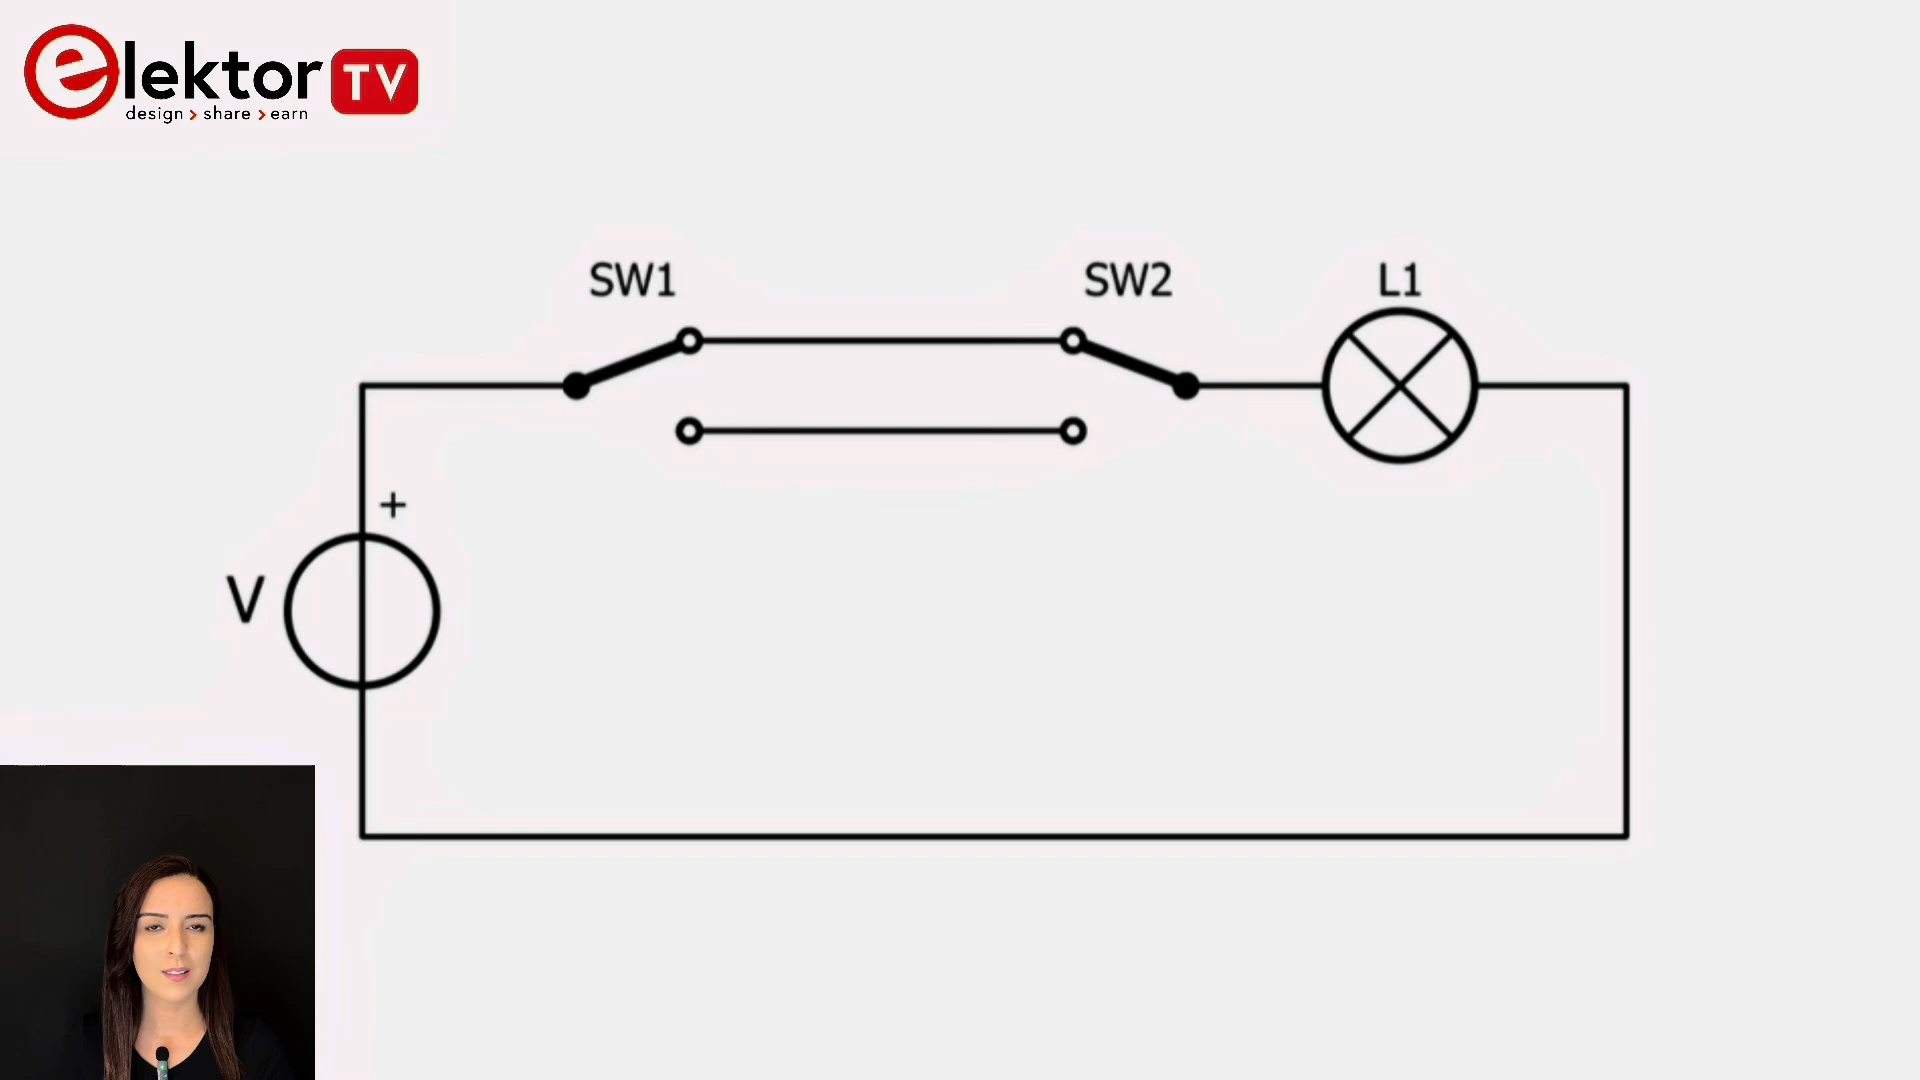 elektor TV
design > share > earn
SW1 SW2 L1
+
V